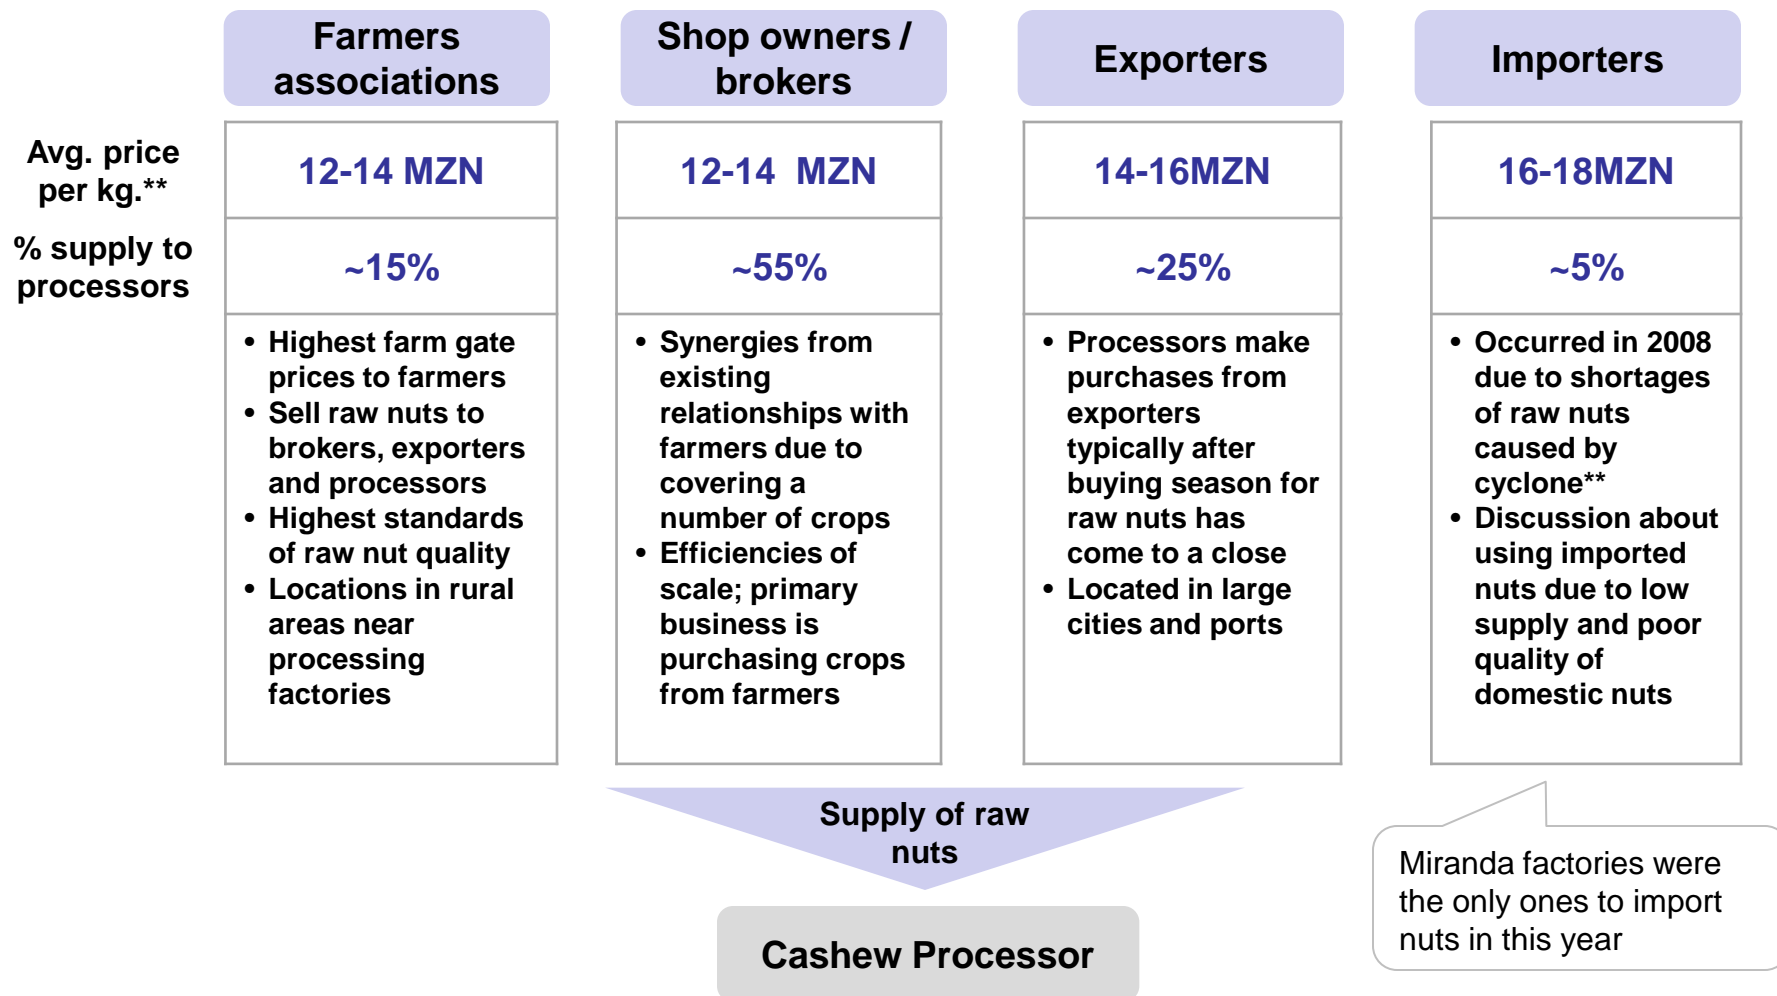 Farmers
associations
Shop owners /
brokers
Exporters
Importers
Avg. price
per kg.**
12-14 MZN
12-14 MZN
14-16MZN
16-18MZN
% supply to
processors
~15%
~55%
~25%
~5%
• Highest farm gate
prices to farmers
• Sell raw nuts to
brokers, exporters
and processors
• Highest standards
of raw nut quality
• Locations in rural
areas near
processing
factories
• Synergies from
existing
relationships with
farmers due to
covering a
number of crops
• Efficiencies of
scale; primary
business is
purchasing crops
from farmers
• Processors make
purchases from
exporters
typically after
buying season for
raw nuts has
come to a close
• Located in large
cities and ports
• Occurred in 2008
due to shortages
of raw nuts
caused by
cyclone**
• Discussion about
using imported
nuts due to low
supply and poor
quality of
domestic nuts
Supply of raw
nuts
Miranda factories were
the only ones to import
nuts in this year
Cashew Processor